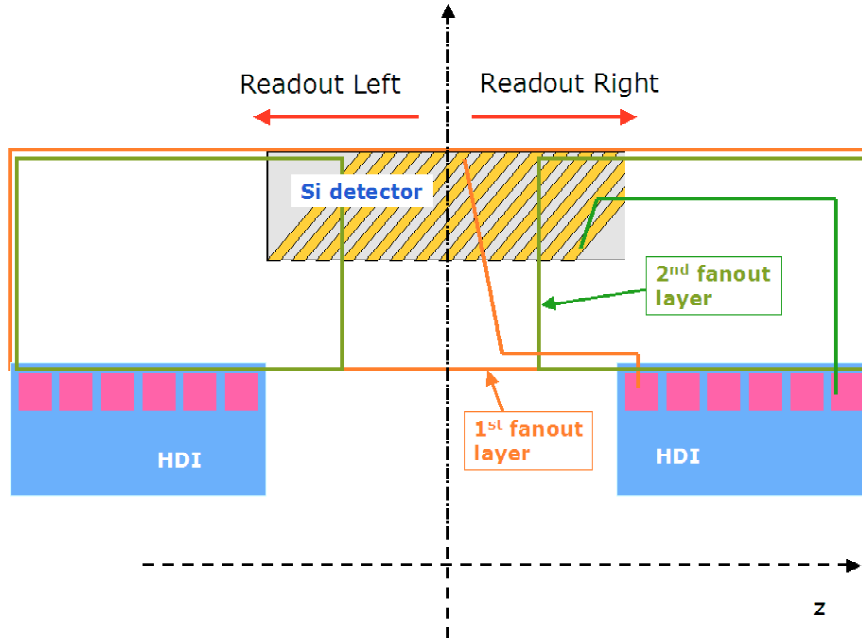 Readout Left
Readout Right
Si detector
2nd fanout
layer
1st fanout
layer
HDI
HDI
z